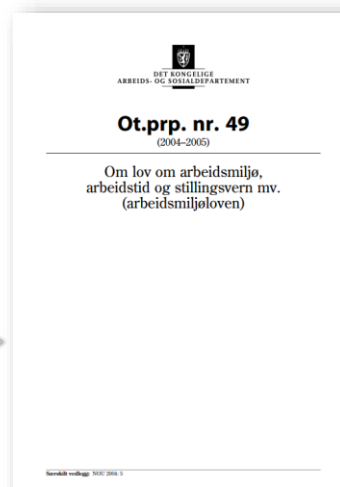 DET KONGELIGE
ARBEIDS- OG SOSIALDEPARTEMENT
Ot.prp. nr. 49
(2004–2005)
Om lov om arbeidsmiljø,
arbeidstid og stillingsvern mv.
(arbeidsmiljøloven)
Særskilt vedlegg: NOU 2004: 5